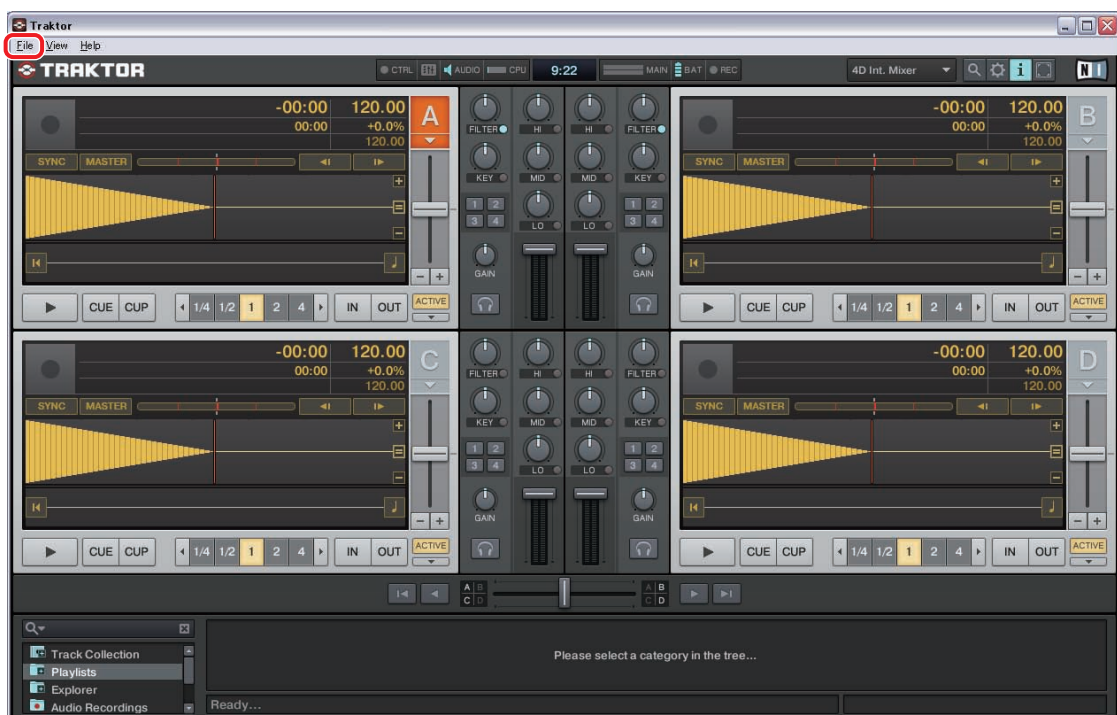 Traktor
File View Help
TRAKTOR
CTRL AUDIO CPU 9:22 MAIN BAT REC 4D Int. Mixer i NI
-00:00 120.00 A
00:00 +0.0%
120.00
SYNC MASTER
CUE CUP 1/4 1/2 1 2 4 IN OUT ACTIVE
FILTER HI HI FILTER
KEY MID MID KEY
1 2 1 2
3 4 LO LO 3 4
GAIN GAIN
-00:00 120.00 B
00:00 +0.0%
120.00
SYNC MASTER
CUE CUP 1/4 1/2 1 2 4 IN OUT ACTIVE
-00:00 120.00 C
00:00 +0.0%
120.00
SYNC MASTER
CUE CUP 1/4 1/2 1 2 4 IN OUT ACTIVE
FILTER HI HI FILTER
KEY MID MID KEY
1 2 1 2
3 4 LO LO 3 4
GAIN GAIN
-00:00 120.00 D
00:00 +0.0%
120.00
SYNC MASTER
CUE CUP 1/4 1/2 1 2 4 IN OUT ACTIVE
A B A B
C D C D
Track Collection
Playlists
Explorer
Audio Recordings
Please select a category in the tree...
Ready...